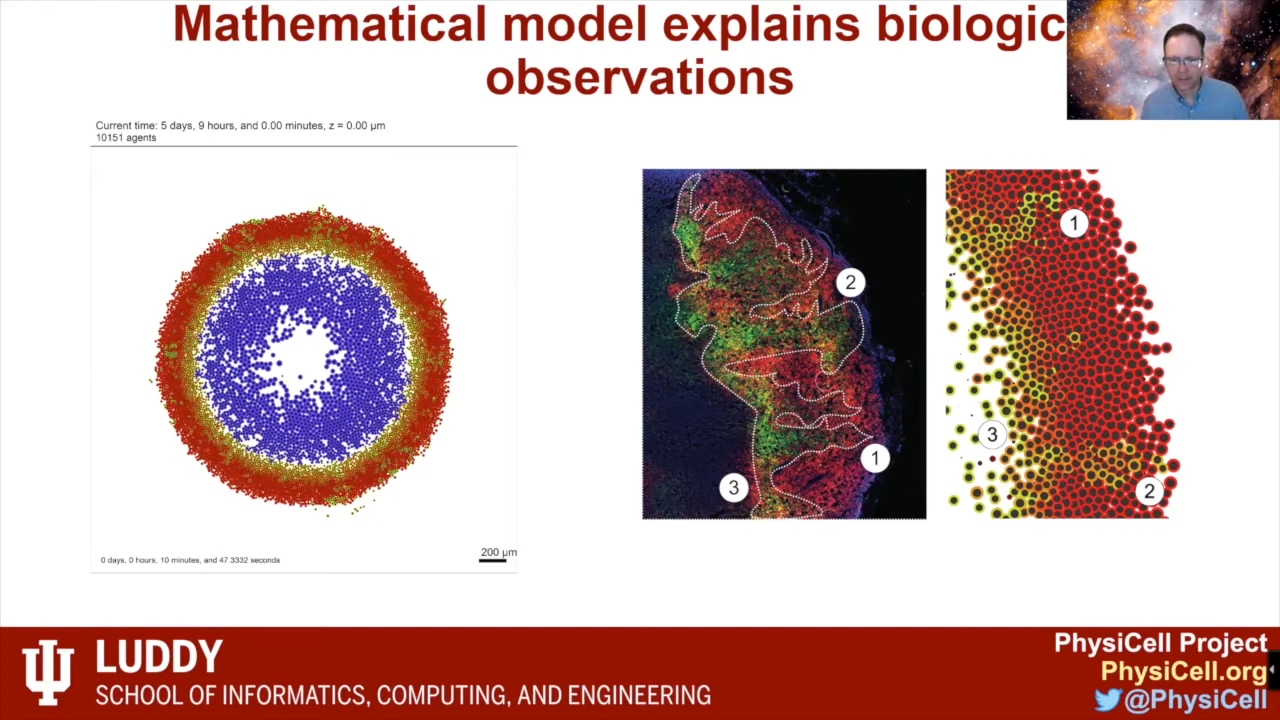 Mathematical model explains biologic
observations
Current time: 5 days, 9 hours, and 0.00 minutes, z = 0.00 µm
10151 agents
0 days, 0 hours, 10 minutes, and 47.3332 seconds
200 µm
2
1
3
1
3
2
LUDDY
SCHOOL OF INFORMATICS, COMPUTING, AND ENGINEERING
PhysiCell Project
PhysiCell.org
@PhysiCell